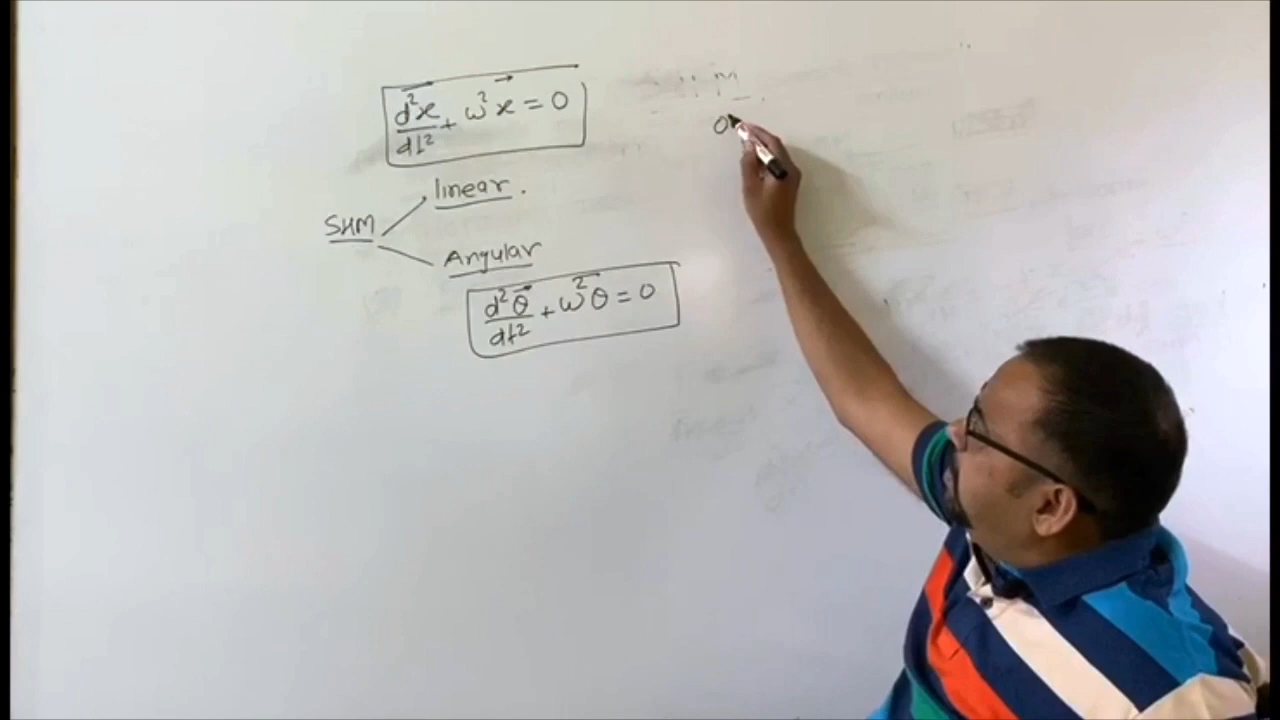 d²x⃗/dt² + ω²x⃗ = 0
SHM
linear.
Angular
d²θ⃗/dt² + ω²θ⃗ = 0